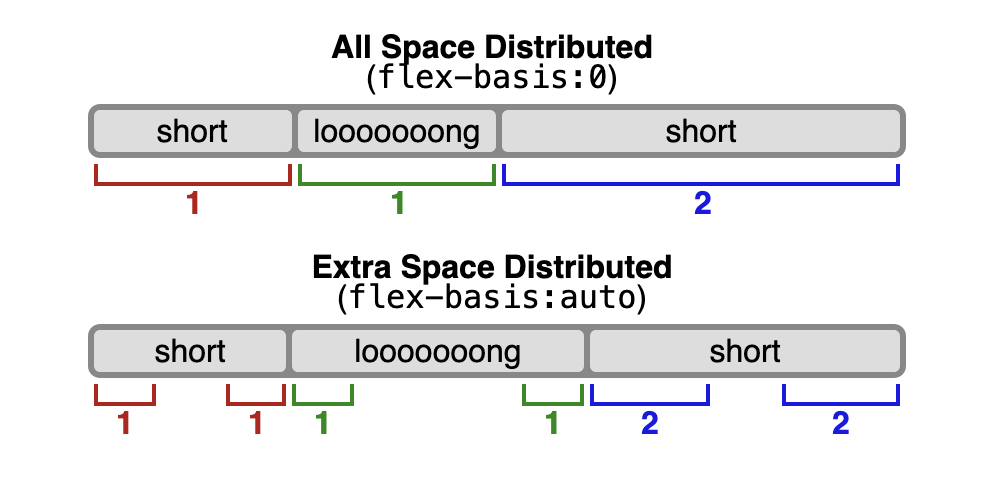 All Space Distributed
(flex-basis:0)
short looooooong short
1 1 2
Extra Space Distributed
(flex-basis:auto)
short looooooong short
1 1 1 1 2 2